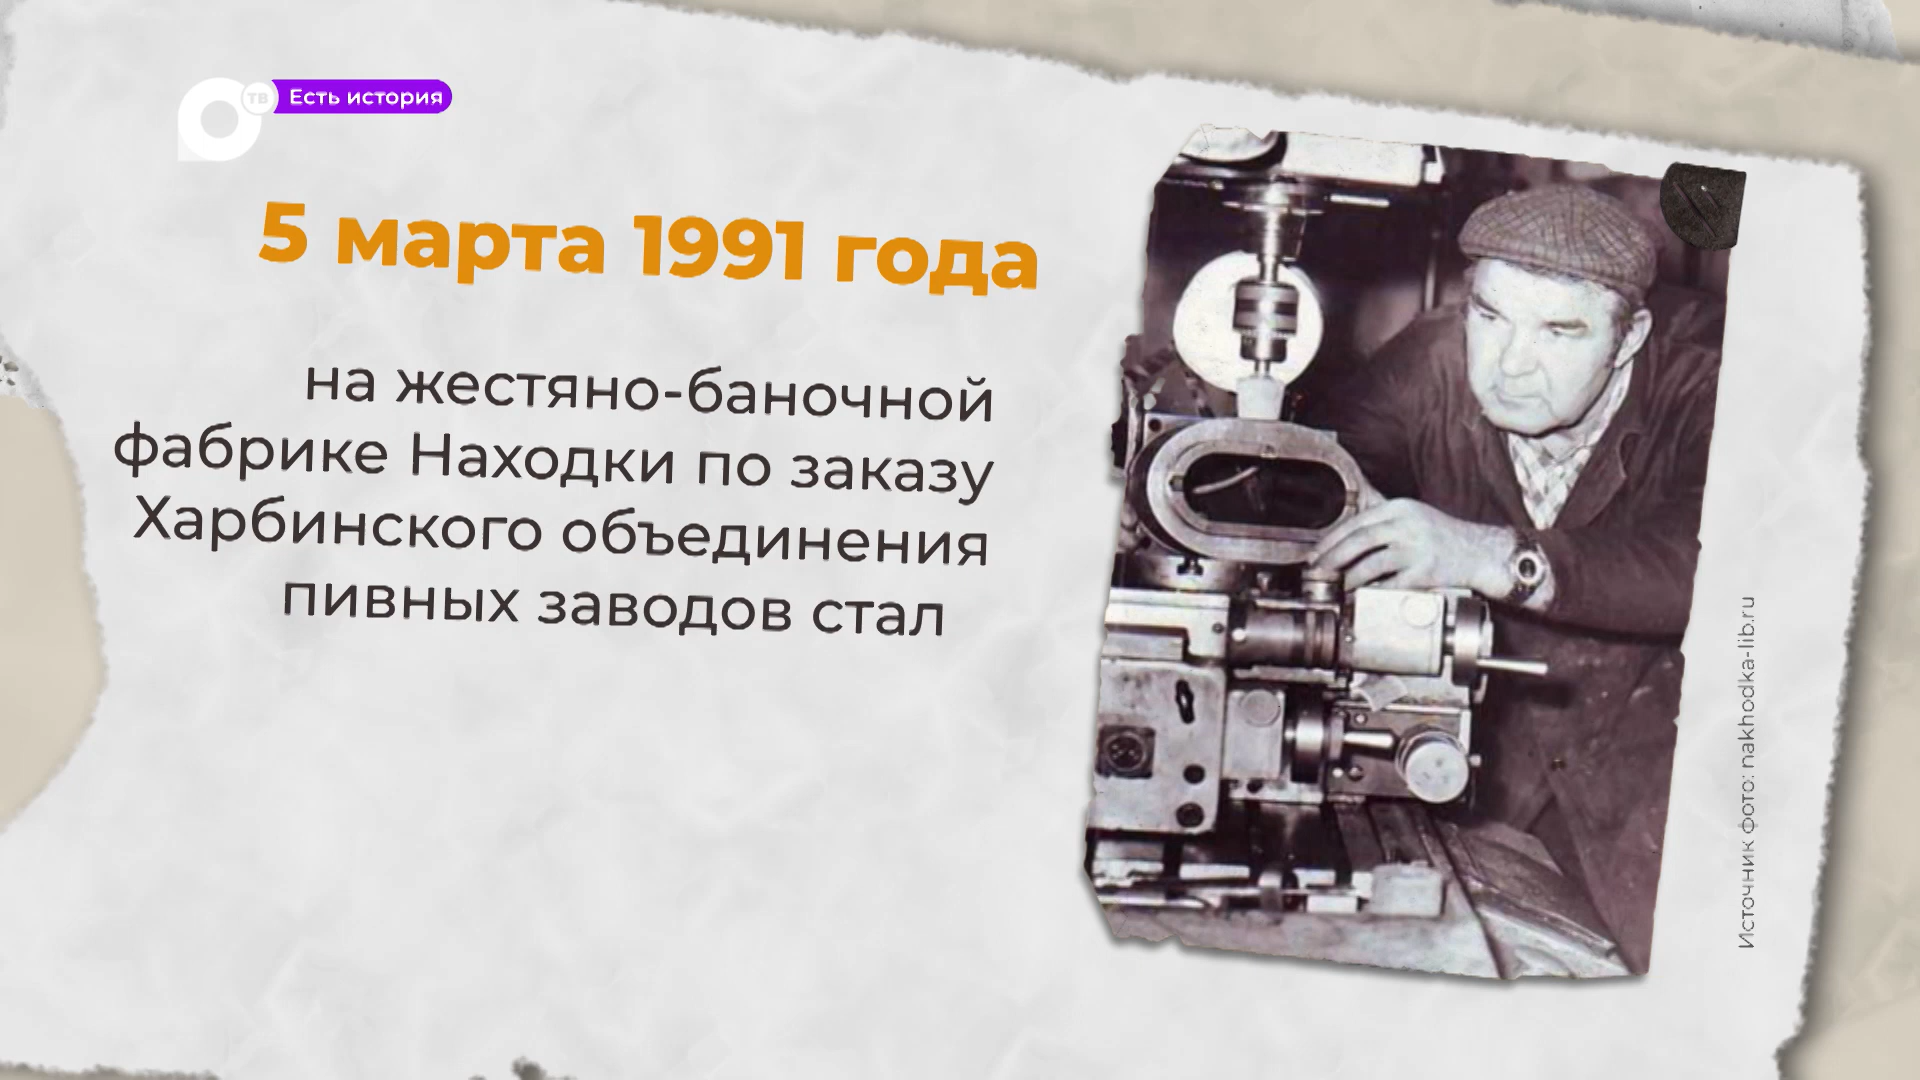 тв Есть история
5 марта 1991 года
на жестяно-баночной
фабрике Находки по заказу
Харбинского объединения
пивных заводов стал
Источник фото: nakhodka-lib.ru